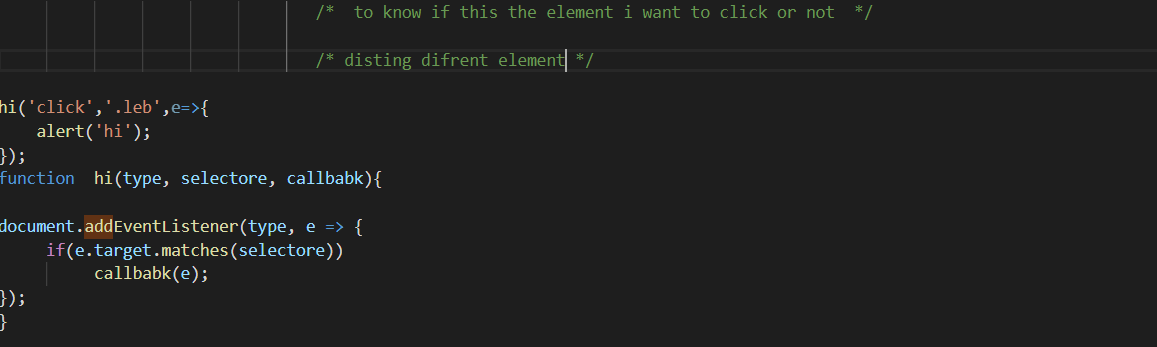 /*  to know if this the element i want to click or not  */
/* disting difrent element */
hi('click','.leb',e=>{
    alert('hi');
});
function  hi(type, selectore, callbabk){
document.addEventListener(type, e => {
     if(e.target.matches(selectore))
          callbabk(e);
});
}